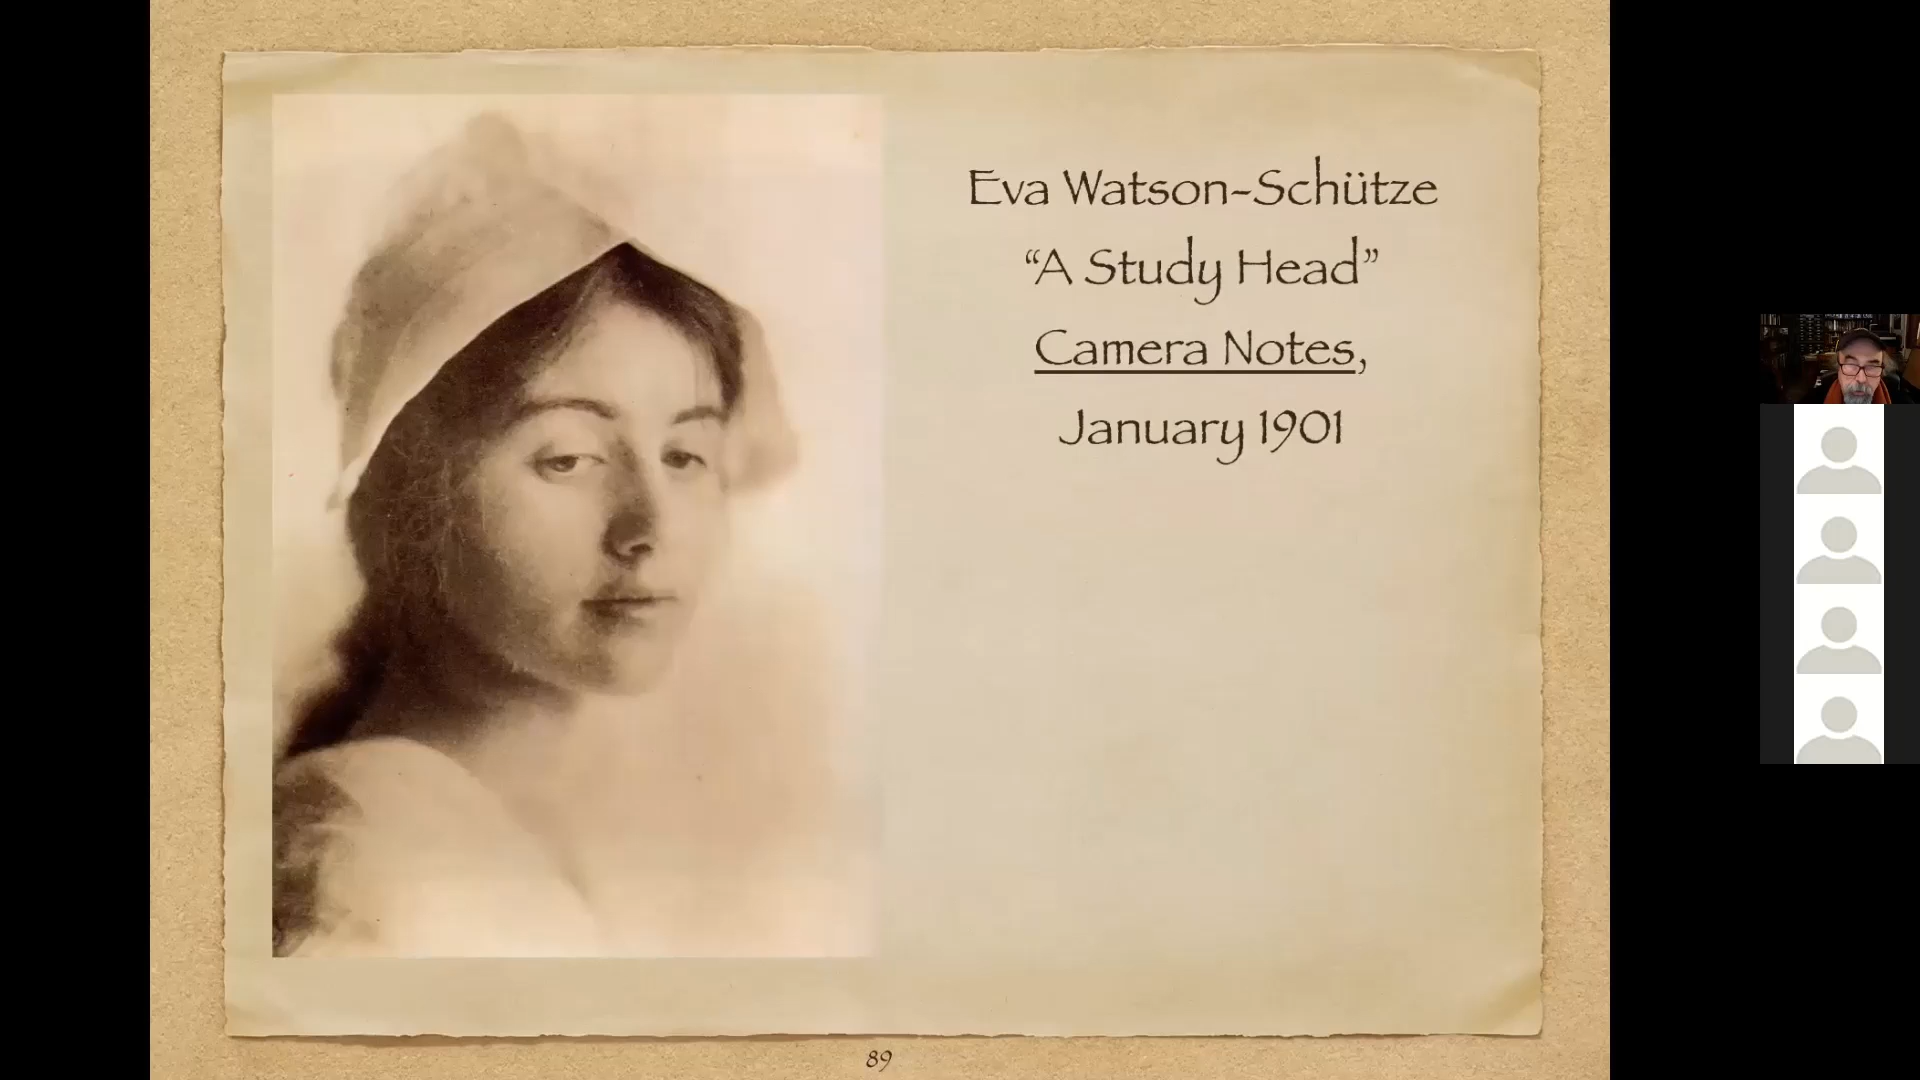 Eva Watson-Schütze
“A Study Head”
Camera Notes,
January 1901
89